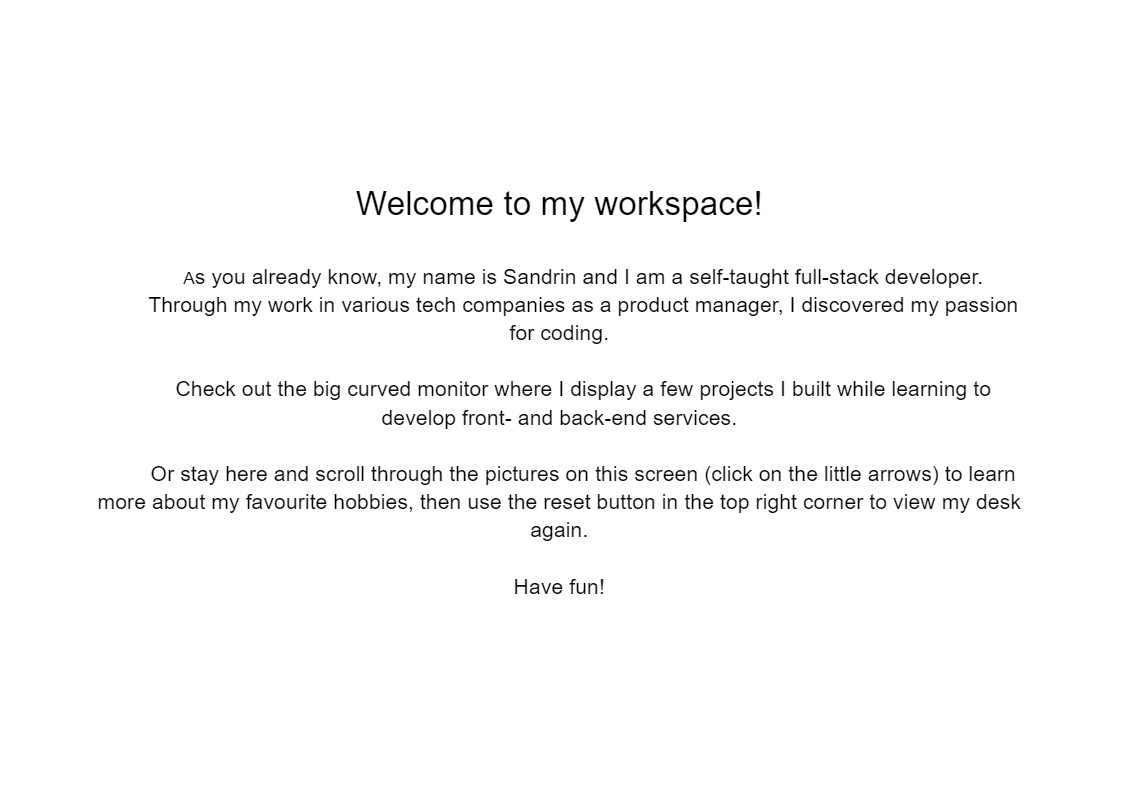 Welcome to my workspace!
As you already know, my name is Sandrin and I am a self-taught full-stack developer.
Through my work in various tech companies as a product manager, I discovered my passion
for coding.
Check out the big curved monitor where I display a few projects I built while learning to
develop front- and back-end services.
Or stay here and scroll through the pictures on this screen (click on the little arrows) to learn
more about my favourite hobbies, then use the reset button in the top right corner to view my desk
again.
Have fun!